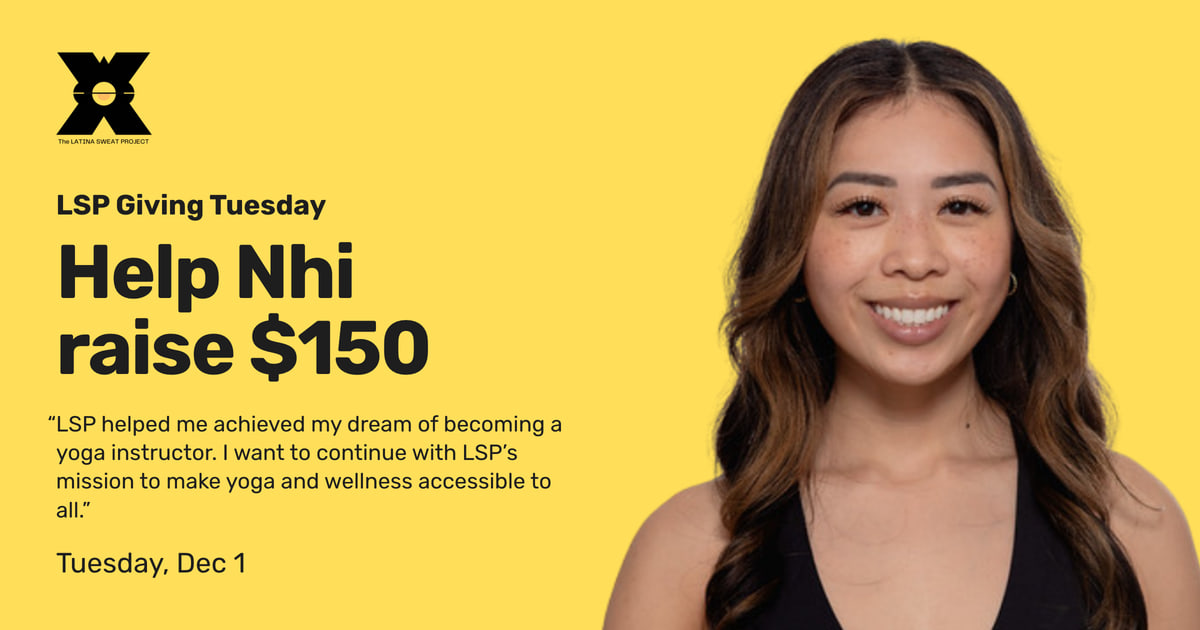 The LATINA SWEAT PROJECT
LSP Giving Tuesday
Help Nhi
raise $150
“LSP helped me achieved my dream of becoming a
yoga instructor. I want to continue with LSP’s
mission to make yoga and wellness accessible to
all.”
Tuesday, Dec 1